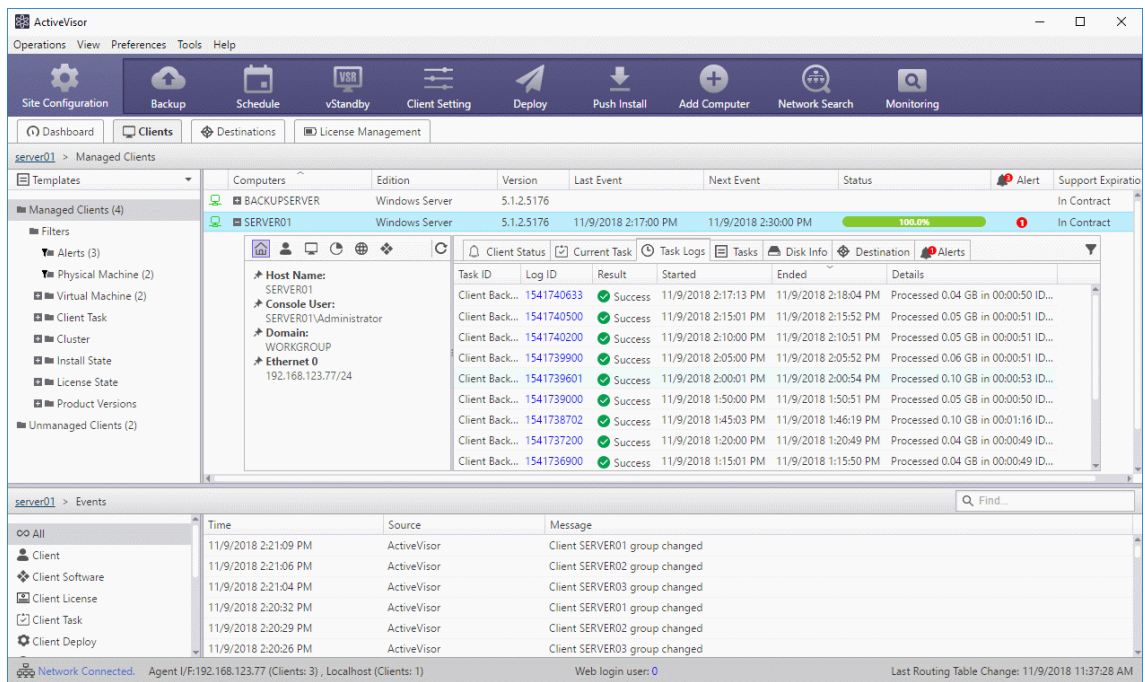 ActiveVisor
Operations View Preferences Tools Help
Site Configuration Backup Schedule VSR vStandby Client Setting Deploy Push Install Add Computer Network Search Monitoring
Dashboard Clients Destinations License Management
server01 > Managed Clients
Templates
Managed Clients (4)
Filters
Alerts (3)
Physical Machine (2)
Virtual Machine (2)
Client Task
Cluster
Install State
License State
Product Versions
Unmanaged Clients (2)
Computers Edition Version Last Event Next Event Status Alert Support Expiratio
BACKUPSERVER Windows Server 5.1.2.5176 In Contract
SERVER01 Windows Server 5.1.2.5176 11/9/2018 2:17:00 PM 11/9/2018 2:30:00 PM 100.0% 1 In Contract
Host Name:
SERVER01
Console User:
SERVER01\Administrator
Domain:
WORKGROUP
Ethernet 0
192.168.123.77/24
Client Status Current Task Task Logs Tasks Disk Info Destination Alerts
Task ID Log ID Result Started Ended Details
Client Back... 1541740633 Success 11/9/2018 2:17:13 PM 11/9/2018 2:18:04 PM Processed 0.04 GB in 00:00:50 ID...
Client Back... 1541740500 Success 11/9/2018 2:15:01 PM 11/9/2018 2:15:52 PM Processed 0.05 GB in 00:00:51 ID...
Client Back... 1541740200 Success 11/9/2018 2:10:00 PM 11/9/2018 2:10:51 PM Processed 0.05 GB in 00:00:51 ID...
Client Back... 1541739900 Success 11/9/2018 2:05:00 PM 11/9/2018 2:05:52 PM Processed 0.06 GB in 00:00:51 ID...
Client Back... 1541739601 Success 11/9/2018 2:00:01 PM 11/9/2018 2:00:54 PM Processed 0.10 GB in 00:00:53 ID...
Client Back... 1541739000 Success 11/9/2018 1:50:00 PM 11/9/2018 1:50:51 PM Processed 0.05 GB in 00:00:50 ID...
Client Back... 1541738702 Success 11/9/2018 1:45:03 PM 11/9/2018 1:46:19 PM Processed 0.10 GB in 00:01:16 ID...
Client Back... 1541737200 Success 11/9/2018 1:20:00 PM 11/9/2018 1:20:49 PM Processed 0.04 GB in 00:00:49 ID...
Client Back... 1541736900 Success 11/9/2018 1:15:01 PM 11/9/2018 1:15:50 PM Processed 0.04 GB in 00:00:49 ID...
server01 > Events
Find...
All
Client
Client Software
Client License
Client Task
Client Deploy
Time Source Message
11/9/2018 2:21:09 PM ActiveVisor Client SERVER01 group changed
11/9/2018 2:21:06 PM ActiveVisor Client SERVER02 group changed
11/9/2018 2:21:04 PM ActiveVisor Client SERVER03 group changed
11/9/2018 2:20:32 PM ActiveVisor Client SERVER01 group changed
11/9/2018 2:20:29 PM ActiveVisor Client SERVER02 group changed
11/9/2018 2:20:26 PM ActiveVisor Client SERVER03 group changed
Network Connected. Agent I/F:192.168.123.77 (Clients: 3) , Localhost (Clients: 1) Web login user: 0 Last Routing Table Change: 11/9/2018 11:37:28 AM